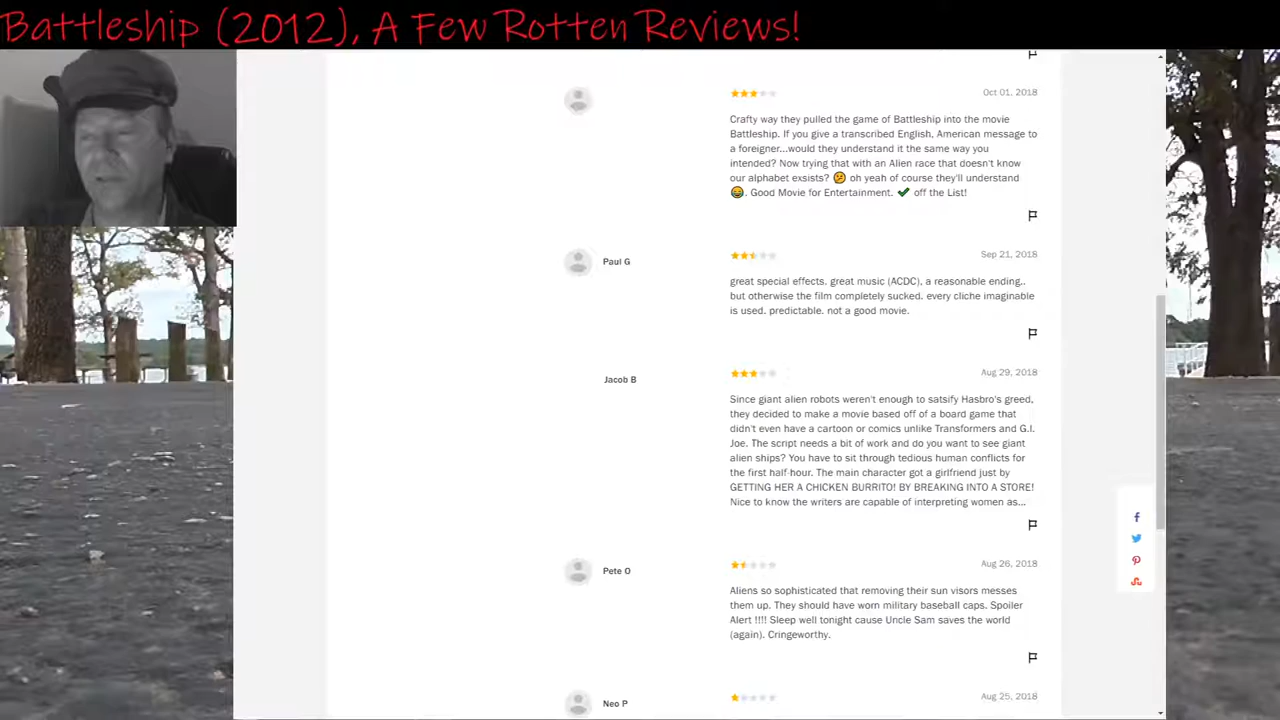 Battleship (2012), A Few Rotten Reviews!
Oct 01, 2018
Crafty way they pulled the game of Battleship into the movie
Battleship. If you give a transcribed English, American message to
a foreigner...would they understand it the same way you
intended? Now trying that with an Alien race that doesn't know
our alphabet exsists? 🤔 oh yeah of course they'll understand
😂. Good Movie for Entertainment. ✔ off the List!
Paul G
Sep 21, 2018
great special effects. great music (ACDC), a reasonable ending..
but otherwise the film completely sucked. every cliche imaginable
is used. predictable. not a good movie.
Jacob B
Aug 29, 2018
Since giant alien robots weren't enough to satsify Hasbro's greed,
they decided to make a movie based off of a board game that
didn't even have a cartoon or comics unlike Transformers and G.I.
Joe. The script needs a bit of work and do you want to see giant
alien ships? You have to sit through tedious human conflicts for
the first half-hour. The main character got a girlfriend just by
GETTING HER A CHICKEN BURRITO! BY BREAKING INTO A STORE!
Nice to know the writers are capable of interpreting women as...
Pete O
Aug 26, 2018
Aliens so sophisticated that removing their sun visors messes
them up. They should have worn military baseball caps. Spoiler
Alert !!!! Sleep well tonight cause Uncle Sam saves the world
(again). Cringeworthy.
Neo P
Aug 25, 2018